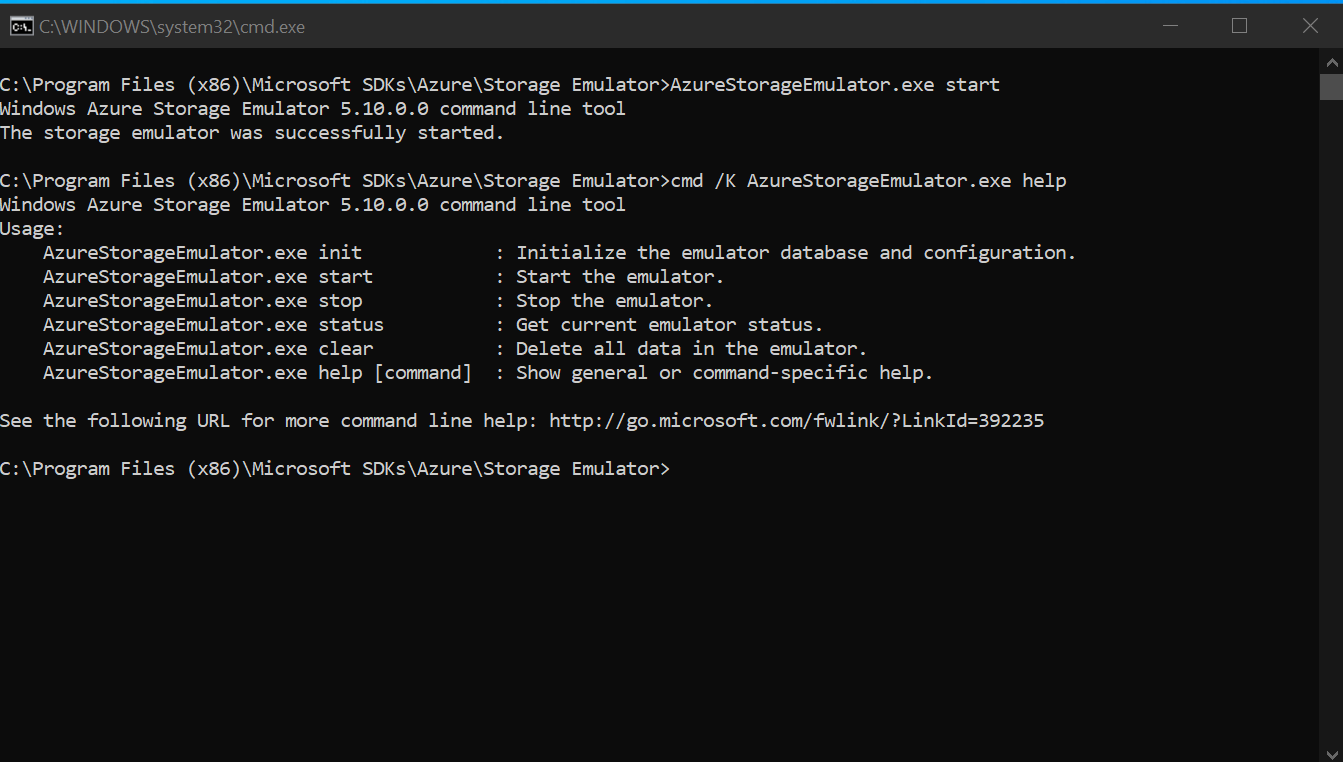 C:\WINDOWS\system32\cmd.exe
C:\Program Files (x86)\Microsoft SDKs\Azure\Storage Emulator>AzureStorageEmulator.exe start
Windows Azure Storage Emulator 5.10.0.0 command line tool
The storage emulator was successfully started.
C:\Program Files (x86)\Microsoft SDKs\Azure\Storage Emulator>cmd /K AzureStorageEmulator.exe help
Windows Azure Storage Emulator 5.10.0.0 command line tool
Usage:
    AzureStorageEmulator.exe init            : Initialize the emulator database and configuration.
    AzureStorageEmulator.exe start           : Start the emulator.
    AzureStorageEmulator.exe stop            : Stop the emulator.
    AzureStorageEmulator.exe status          : Get current emulator status.
    AzureStorageEmulator.exe clear           : Delete all data in the emulator.
    AzureStorageEmulator.exe help [command]  : Show general or command-specific help.
See the following URL for more command line help: http://go.microsoft.com/fwlink/?LinkId=392235
C:\Program Files (x86)\Microsoft SDKs\Azure\Storage Emulator>